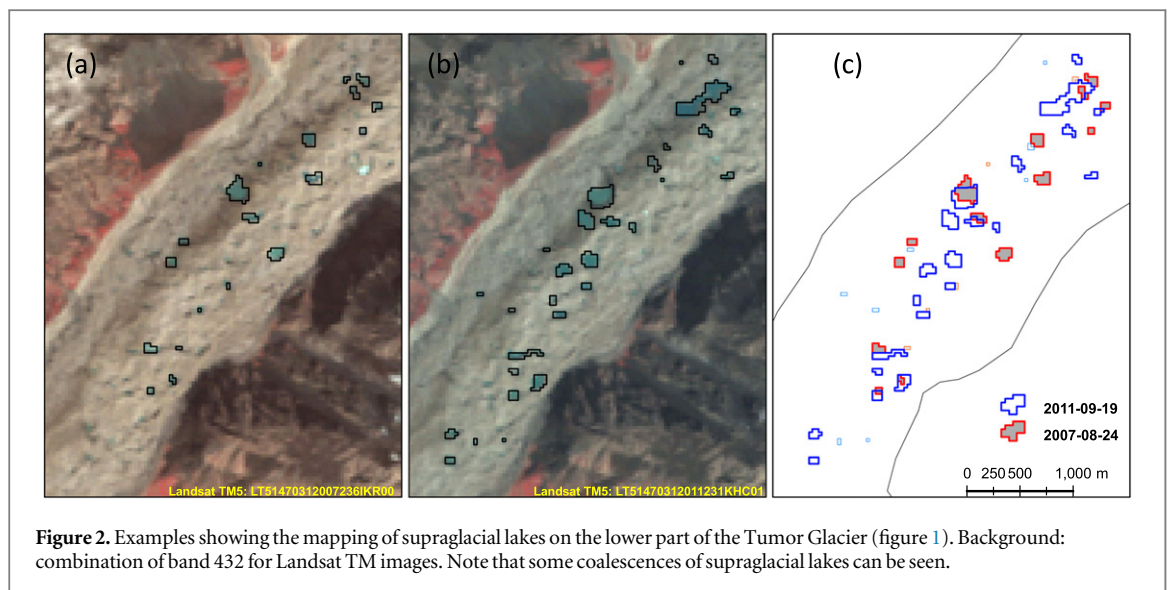 (a)
(b)
(c)
2011-09-19
2007-08-24
0 250 500 1,000 m
Landsat TM5: LT51470312007236IKR00
Landsat TM5: LT51470312011231KHC01
Figure 2. Examples showing the mapping of supraglacial lakes on the lower part of the Tumor Glacier (figure 1). Background:
combination of band 432 for Landsat TM images. Note that some coalescences of supraglacial lakes can be seen.